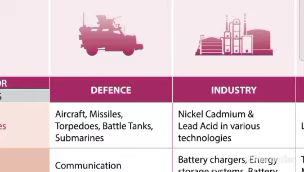 OR
DEFENCE
INDUSTRY
S
es
Aircraft, Missiles,
Torpedoes, Battle Tanks,
Submarines
Nickel Cadmium &
Lead Acid in various
technologies
L
Communication
Battery chargers, Energy
storage systems, Battery
T